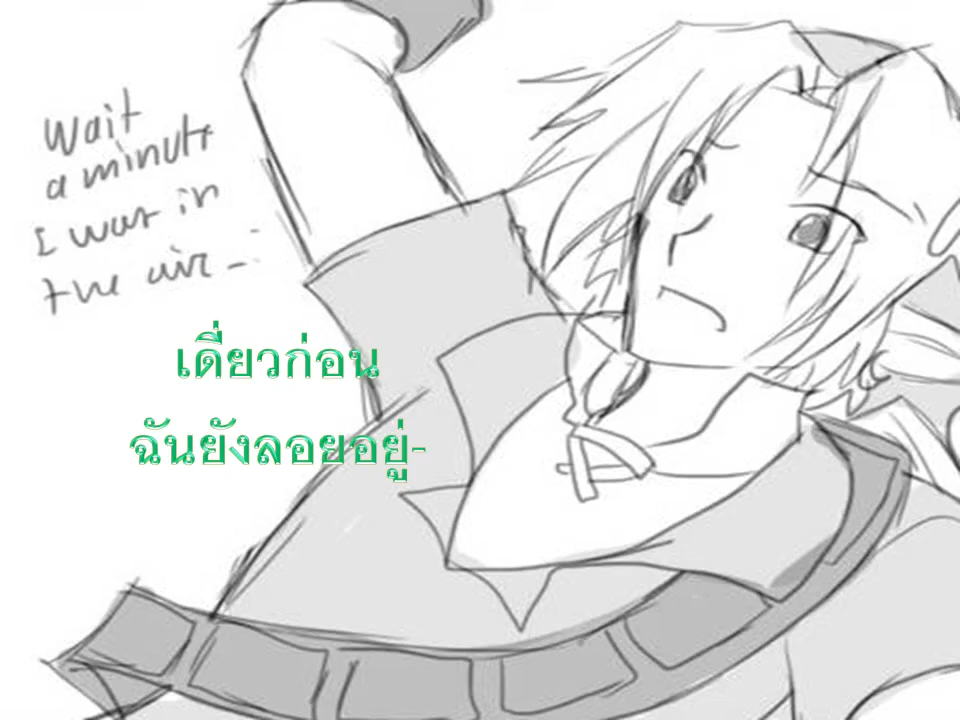 Wait
a minute
I was in
the air - .
เดี่ยวก่อน
ฉันยังลอยอยู่-